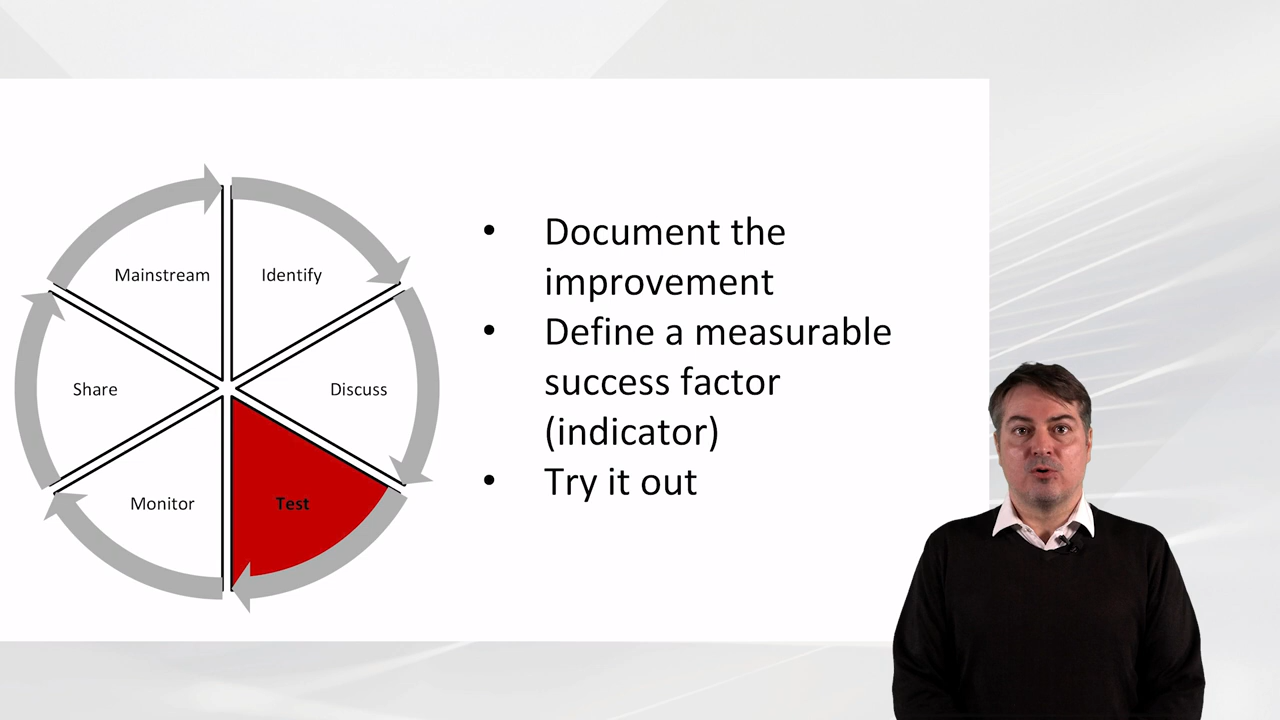 Mainstream
Identify
Share
Discuss
Monitor
Test
• Document the
improvement
• Define a measurable
success factor
(indicator)
• Try it out